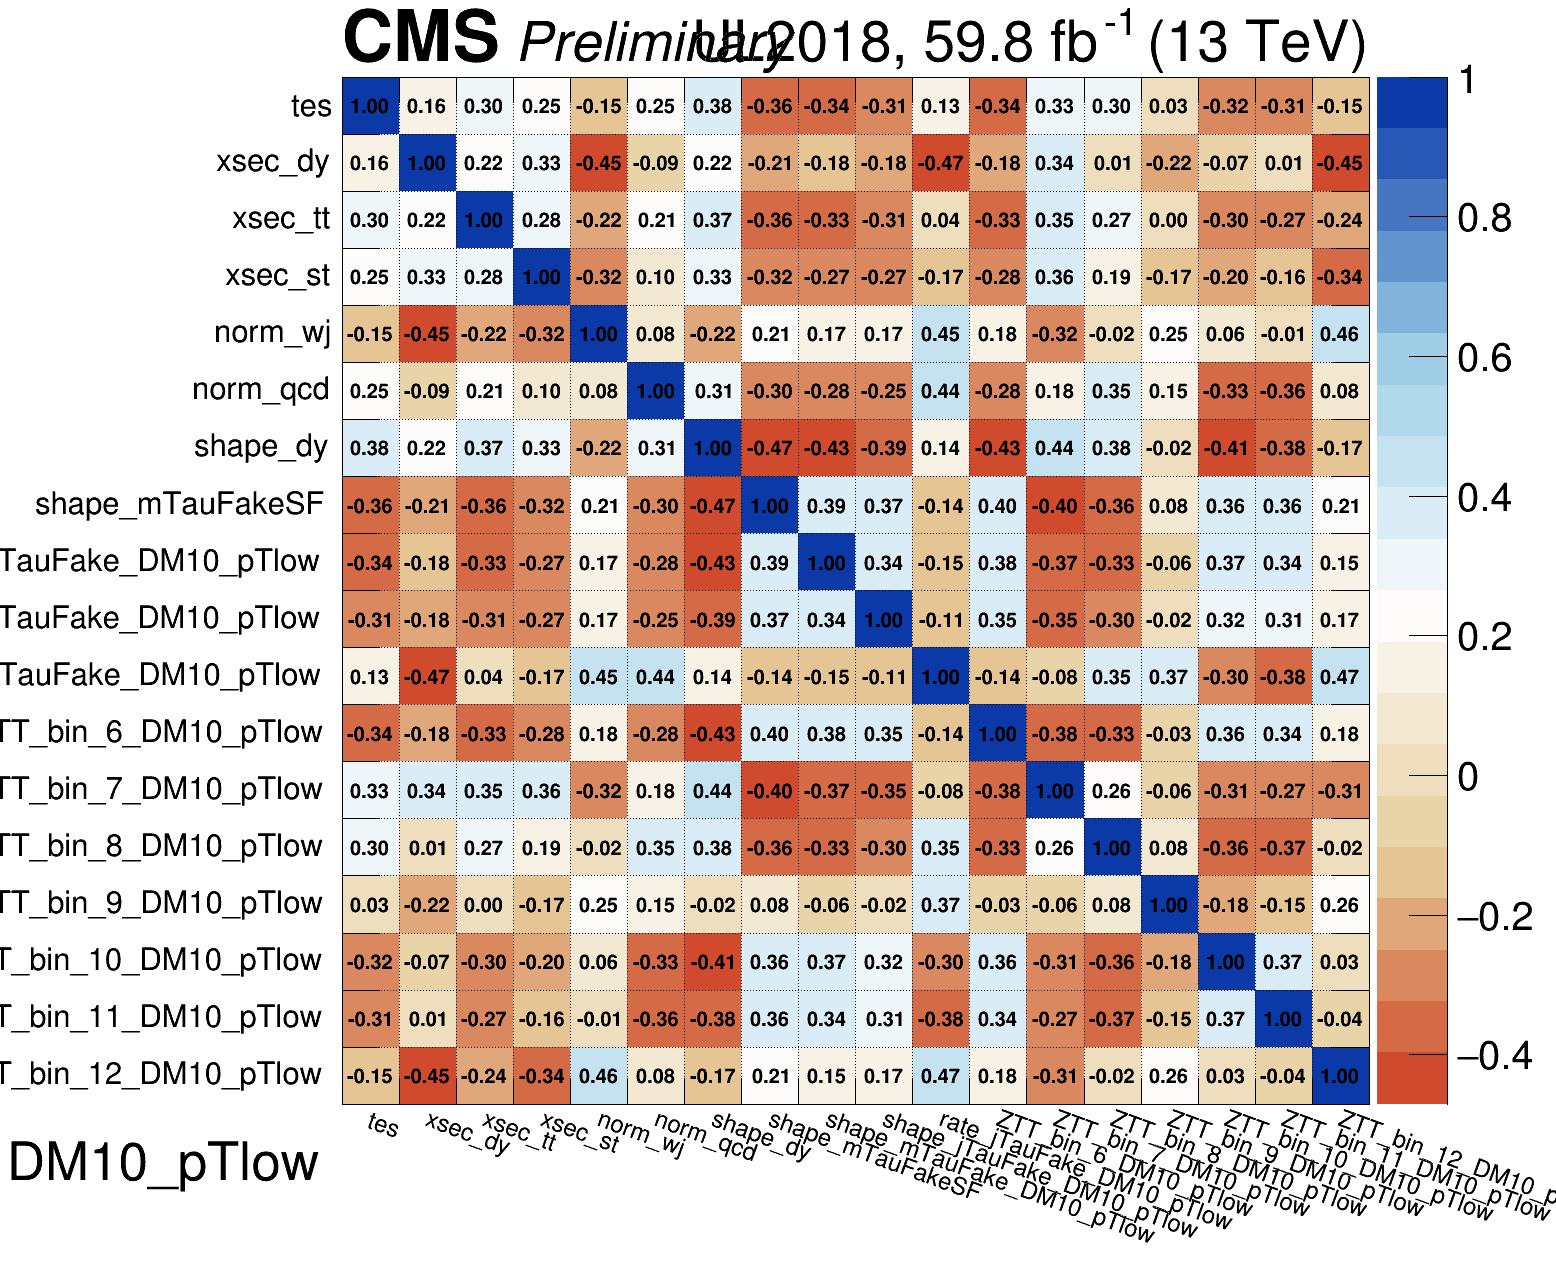 CMS Preliminary UL2018, 59.8 fb-1 (13 TeV)
tes 1.00 0.16 0.30 0.25 -0.15 0.25 0.38 -0.36 -0.34 -0.31 0.13 -0.34 0.33 0.30 0.03 -0.32 -0.31 -0.15
xsec_dy 0.16 1.00 0.22 0.33 -0.45 -0.09 0.22 -0.21 -0.18 -0.18 -0.47 -0.18 0.34 0.01 -0.22 -0.07 0.01 -0.45
xsec_tt 0.30 0.22 1.00 0.28 -0.22 0.21 0.37 -0.36 -0.33 -0.31 0.04 -0.33 0.35 0.27 0.00 -0.30 -0.27 -0.24
xsec_st 0.25 0.33 0.28 1.00 -0.32 0.10 0.33 -0.32 -0.27 -0.27 -0.17 -0.28 0.36 0.19 -0.17 -0.20 -0.16 -0.34
norm_wj -0.15 -0.45 -0.22 -0.32 1.00 0.08 -0.22 0.21 0.17 0.17 0.45 0.18 -0.32 -0.02 0.25 0.06 -0.01 0.46
norm_qcd 0.25 -0.09 0.21 0.10 0.08 1.00 0.31 -0.30 -0.28 -0.25 0.44 -0.28 0.18 0.35 0.15 -0.33 -0.36 0.08
shape_dy 0.38 0.22 0.37 0.33 -0.22 0.31 1.00 -0.47 -0.43 -0.39 0.14 -0.43 0.44 0.38 -0.02 -0.41 -0.38 -0.17
shape_mTauFakeSF -0.36 -0.21 -0.36 -0.32 0.21 -0.30 -0.47 1.00 0.39 0.37 -0.14 0.40 -0.40 -0.36 0.08 0.36 0.36 0.21
TauFake_DM10_pTlow -0.34 -0.18 -0.33 -0.27 0.17 -0.28 -0.43 0.39 1.00 0.34 -0.15 0.38 -0.37 -0.33 -0.06 0.37 0.34 0.15
TauFake_DM10_pTlow -0.31 -0.18 -0.31 -0.27 0.17 -0.25 -0.39 0.37 0.34 1.00 -0.11 0.35 -0.35 -0.30 -0.02 0.32 0.31 0.17
TauFake_DM10_pTlow 0.13 -0.47 0.04 -0.17 0.45 0.44 0.14 -0.14 -0.15 -0.11 1.00 -0.14 -0.08 0.35 0.37 -0.30 -0.38 0.47
TT_bin_6_DM10_pTlow -0.34 -0.18 -0.33 -0.28 0.18 -0.28 -0.43 0.40 0.38 0.35 -0.14 1.00 -0.38 -0.33 -0.03 0.36 0.34 0.18
TT_bin_7_DM10_pTlow 0.33 0.34 0.35 0.36 -0.32 0.18 0.44 -0.40 -0.37 -0.35 -0.08 -0.38 1.00 0.26 -0.06 -0.31 -0.27 -0.31
TT_bin_8_DM10_pTlow 0.30 0.01 0.27 0.19 -0.02 0.35 0.38 -0.36 -0.33 -0.30 0.35 -0.33 0.26 1.00 0.08 -0.36 -0.37 -0.02
TT_bin_9_DM10_pTlow 0.03 -0.22 0.00 -0.17 0.25 0.15 -0.02 0.08 -0.06 -0.02 0.37 -0.03 -0.06 0.08 1.00 -0.18 -0.15 0.26
T_bin_10_DM10_pTlow -0.32 -0.07 -0.30 -0.20 0.06 -0.33 -0.41 0.36 0.37 0.32 -0.30 0.36 -0.31 -0.36 -0.18 1.00 0.37 0.03
T_bin_11_DM10_pTlow -0.31 0.01 -0.27 -0.16 -0.01 -0.36 -0.38 0.36 0.34 0.31 -0.38 0.34 -0.27 -0.37 -0.15 0.37 1.00 -0.04
T_bin_12_DM10_pTlow -0.15 -0.45 -0.24 -0.34 0.46 0.08 -0.17 0.21 0.15 0.17 0.47 0.18 -0.31 -0.02 0.26 0.03 -0.04 1.00
1
0.8
0.6
0.4
0.2
0
−0.2
−0.4
tes
xsec_dy
xsec_tt
xsec_st
norm_wj
norm_qcd
shape_dy
shape_mTauFakeSF
shape_mTauFake_DM10_pTlow
shape_jTauFake_DM10_pTlow
rate_jTauFake_DM10_pTlow
ZTT_bin_6_DM10_pTlow
ZTT_bin_7_DM10_pTlow
ZTT_bin_8_DM10_pTlow
ZTT_bin_9_DM10_pTlow
ZTT_bin_10_DM10_pTlow
ZTT_bin_11_DM10_pTlow
ZTT_bin_12_DM10_p
DM10_pTlow